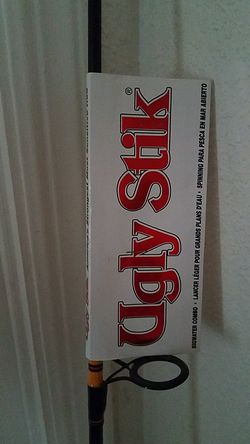 Ugly Stik®
BIGWATER COMBO • LANCER LÉGER POUR GRANDS PLANS D'EAU • SPINNING PARA PESCA EN MAR ABIERTO